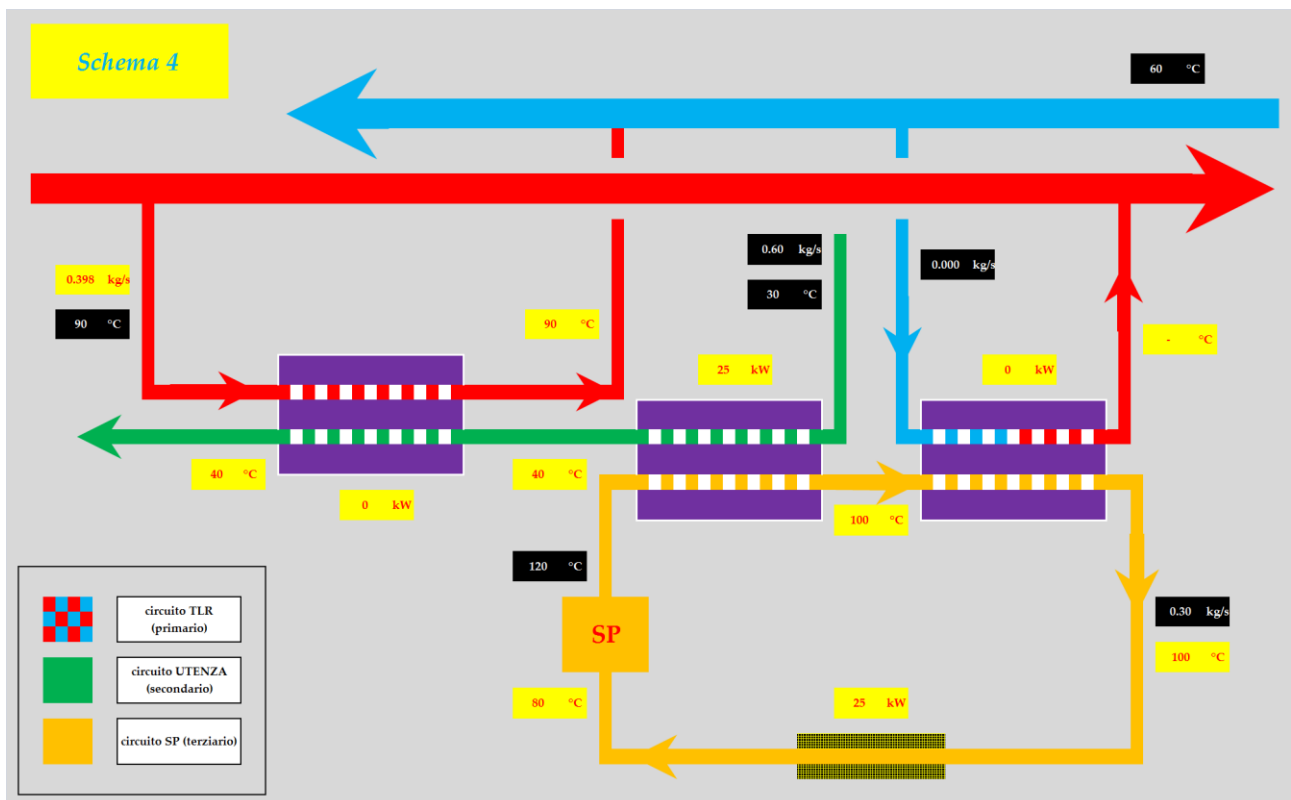 Schema 4
60 °C
0.398 kg/s
90 °C
90 °C
0.60 kg/s
30 °C
0.000 kg/s
- °C
25 kW
0 kW
40 °C
0 kW
40 °C
100 °C
120 °C
SP
80 °C
25 kW
0.30 kg/s
100 °C
circuito TLR
(primario)
circuito UTENZA
(secondario)
circuito SP (terziario)